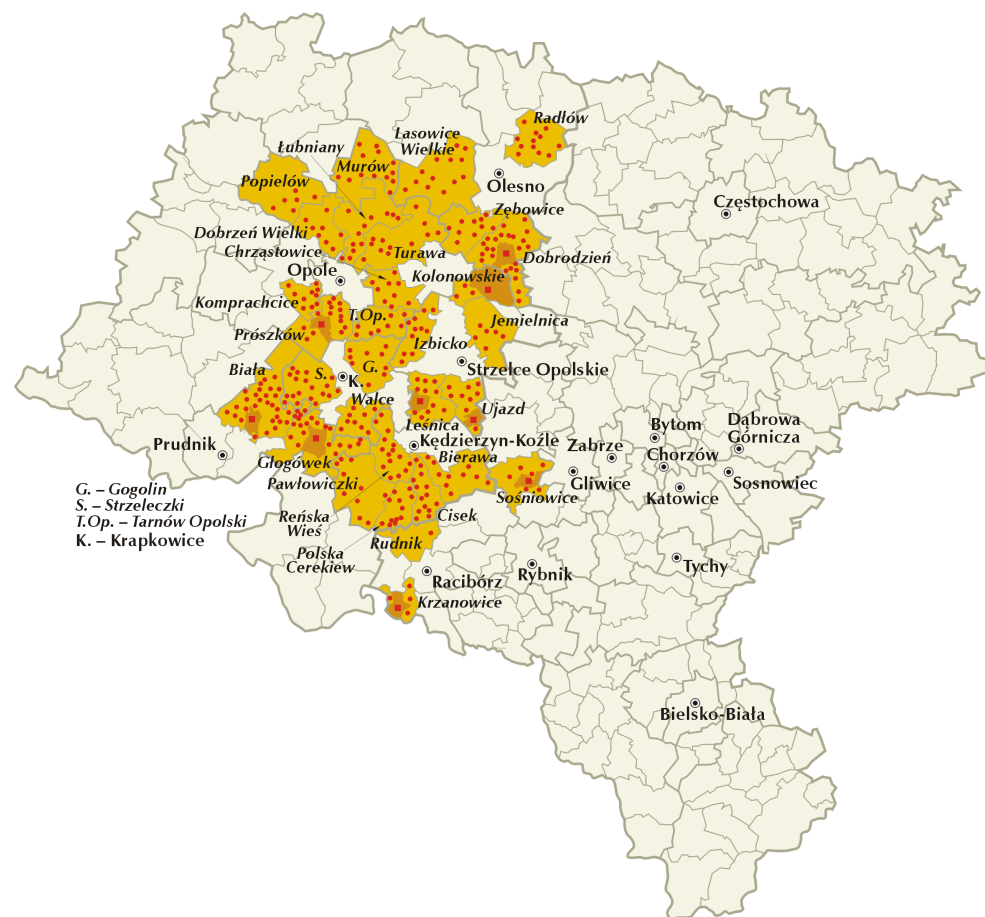 Radłów
Łubniany
Lasowice
Wielkie
Murów
Olesno
Popielów
Częstochowa
Zębowice
Dobrzeń Wielki
Chrząstowice
Turawa
Dobrodzień
Opole
Kolonowskie
Komprachcice
T.Op.
Jemielnica
Prószków
Izbicko
Biała
S.
G.
Strzelce Opolskie
K.
Walce
Ujazd
Leśnica
Bytom
Dąbrowa
Górnicza
Prudnik
Kędzierzyn-Koźle
Zabrze
Głogówek
Bierawa
Chorzów
Pawłowiczki
Gliwice
Sosnowiec
G. – Gogolin
Sośniowice
Katowice
S. – Strzeleczki
T.Op. – Tarnów Opolski
K. – Krapkowice
Reńska
Wieś
Cisek
Rudnik
Polska
Cerekiew
Tychy
Racibórz
Rybnik
Krzanowice
Bielsko-Biała